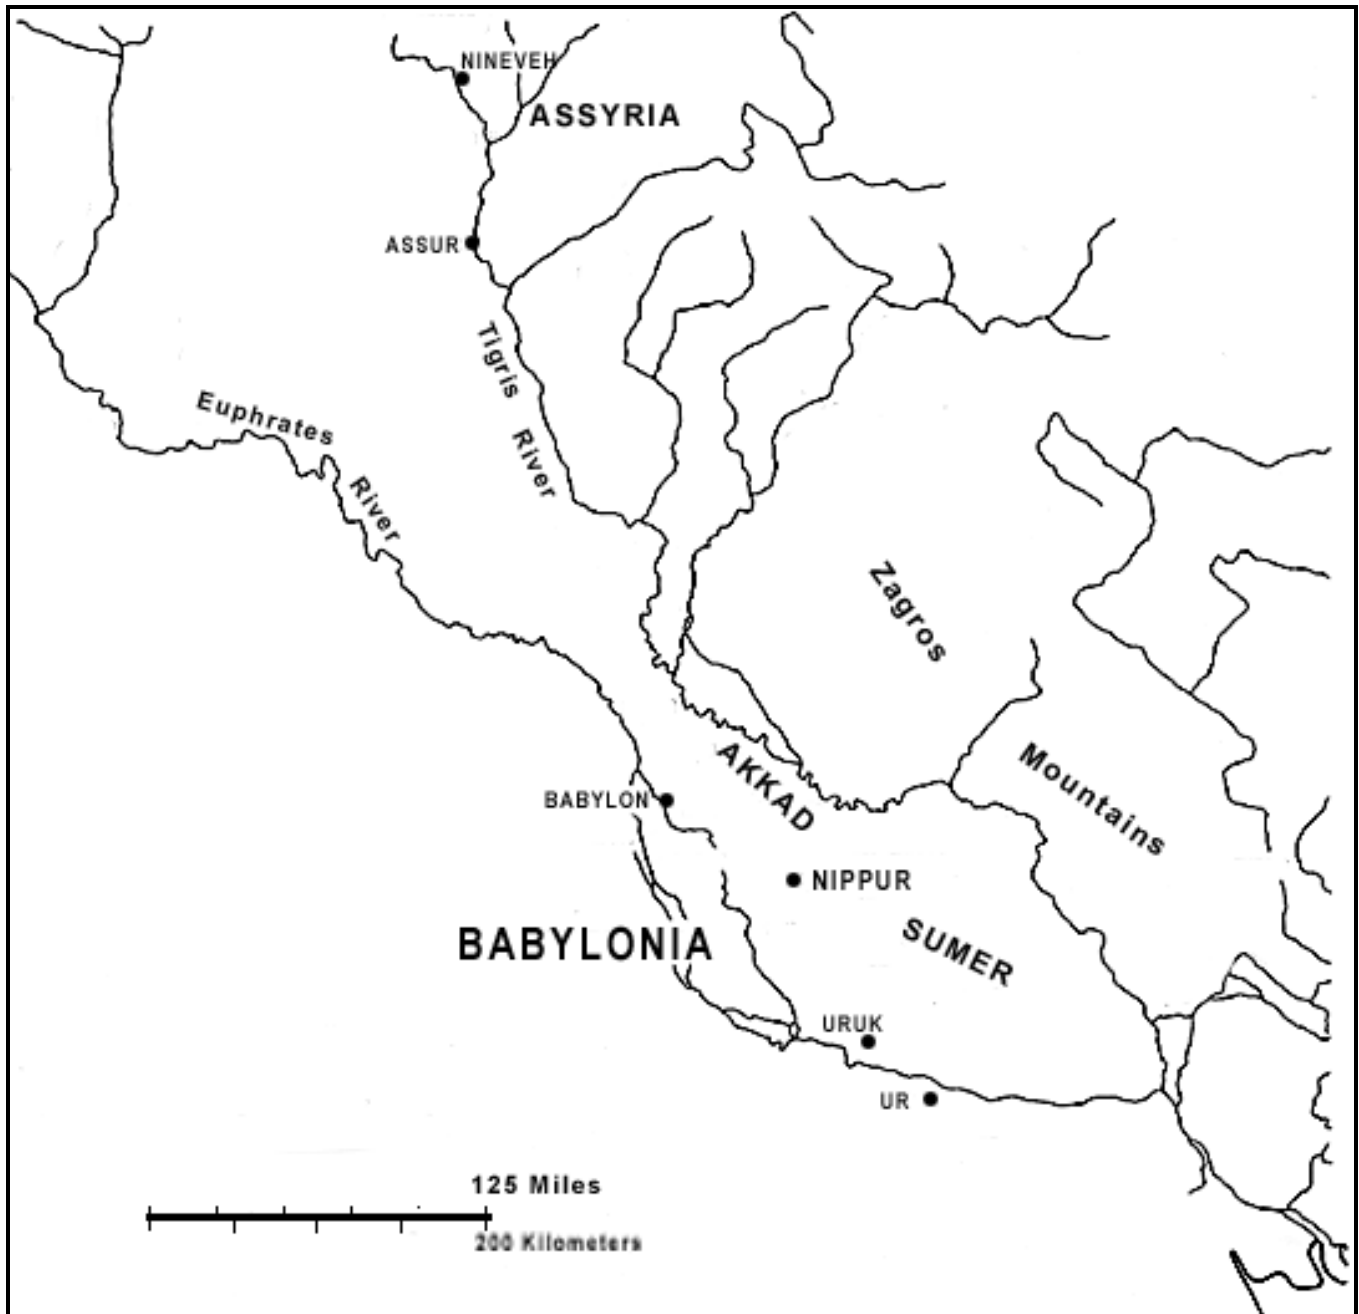 NINEVEH
ASSYRIA
ASSUR
Tigris River
Euphrates River
Zagros Mountains
AKKAD
BABYLON
NIPPUR
BABYLONIA
SUMER
URUK
UR
125 Miles
200 Kilometers